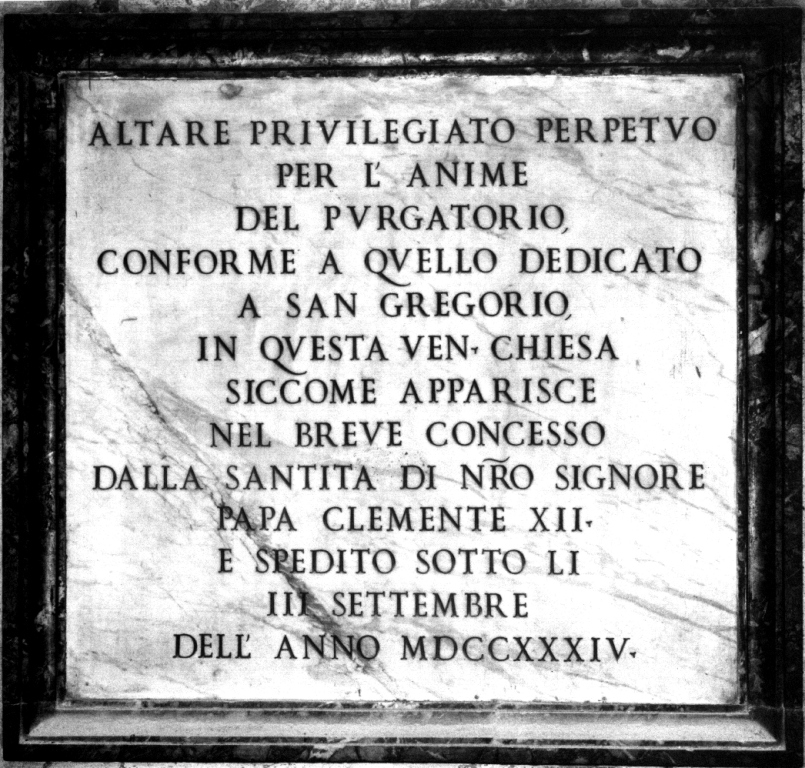 ALTARE PRIVILEGIATO PERPETVO
PER L' ANIME
DEL PVRGATORIO,
CONFORME A QVELLO DEDICATO
A SAN GREGORIO,
IN QVESTA VEN. CHIESA
SICCOME APPARISCE
NEL BREVE CONCESSO
DALLA SANTITA DI NR̃O SIGNORE
PAPA CLEMENTE XII.
E SPEDITO SOTTO LI
III SETTEMBRE
DELL' ANNO MDCCXXXIV.